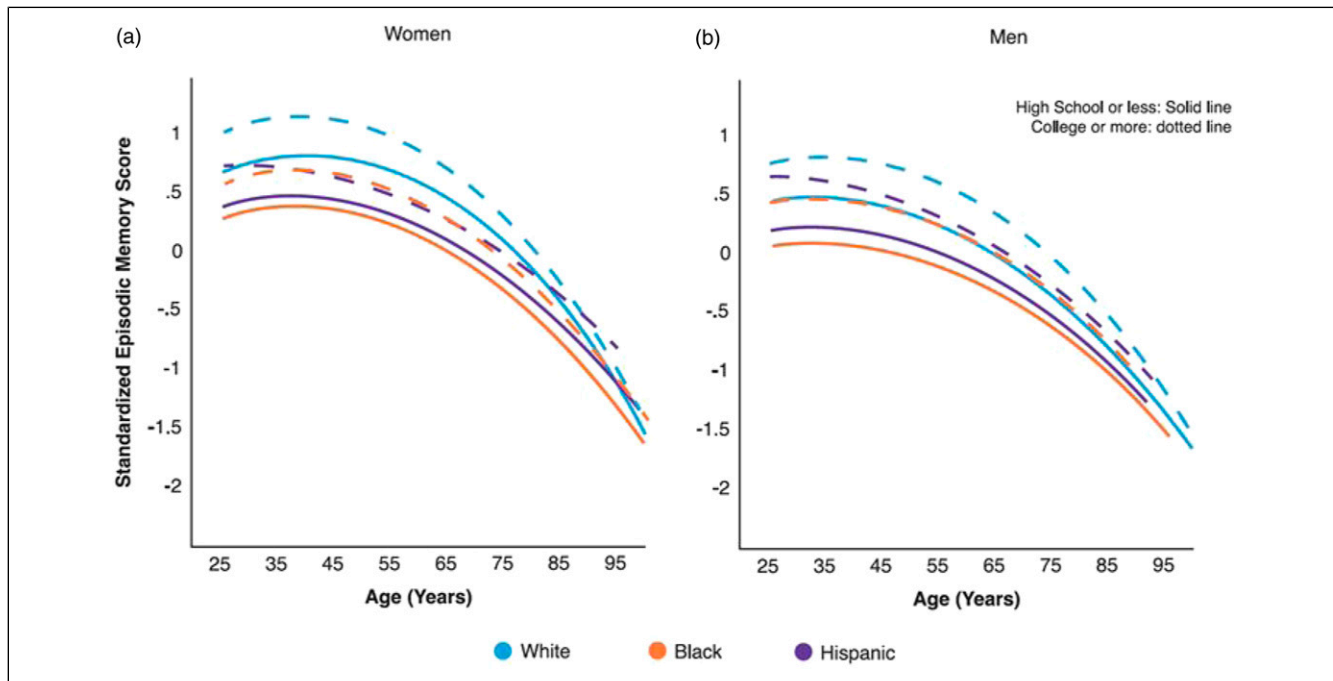 (a)
Women
Standardized Episodic Memory Score
1
.5
0
-.5
-1
-1.5
-2
25 35 45 55 65 75 85 95
Age (Years)
(b)
Men
High School or less: Solid line
College or more: dotted line
1
.5
0
-.5
-1
-1.5
-2
25 35 45 55 65 75 85 95
Age (Years)
White Black Hispanic